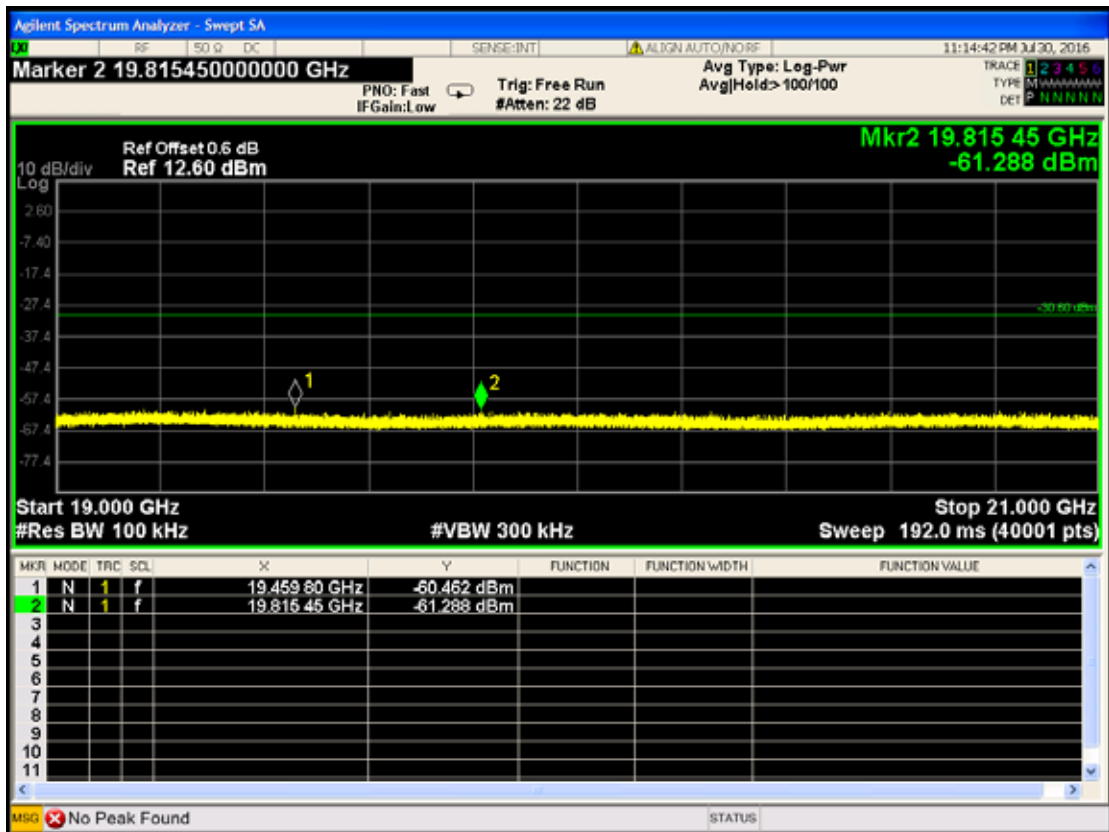 Agilent Spectrum Analyzer - Swept SA
LXI RF 50 Ω DC SENSE:INT ALIGN AUTO/NO RF 11:14:42 PM Jul 30, 2016
Marker 2 19.815450000000 GHz
PNO: Fast
IFGain:Low
Trig: Free Run
#Atten: 22 dB
Avg Type: Log-Pwr
Avg|Hold:>100/100
TRACE 1 2 3 4 5 6
TYPE M WWWWW
DET P N N N N N
Mkr2 19.815 45 GHz
-61.288 dBm
Ref Offset 0.6 dB
10 dB/div Ref 12.60 dBm
Log
2.60
-7.40
-17.4
-27.4
-30.60 dBm
-37.4
-47.4
1
2
-57.4
-67.4
-77.4
Start 19.000 GHz Stop 21.000 GHz
#Res BW 100 kHz #VBW 300 kHz Sweep 192.0 ms (40001 pts)
MKR MODE TRC SCL X Y FUNCTION FUNCTION WIDTH FUNCTION VALUE
1 N 1 f 19.459 80 GHz -60.462 dBm
2 N 1 f 19.815 45 GHz -61.288 dBm
3
4
5
6
7
8
9
10
11
MSG No Peak Found STATUS